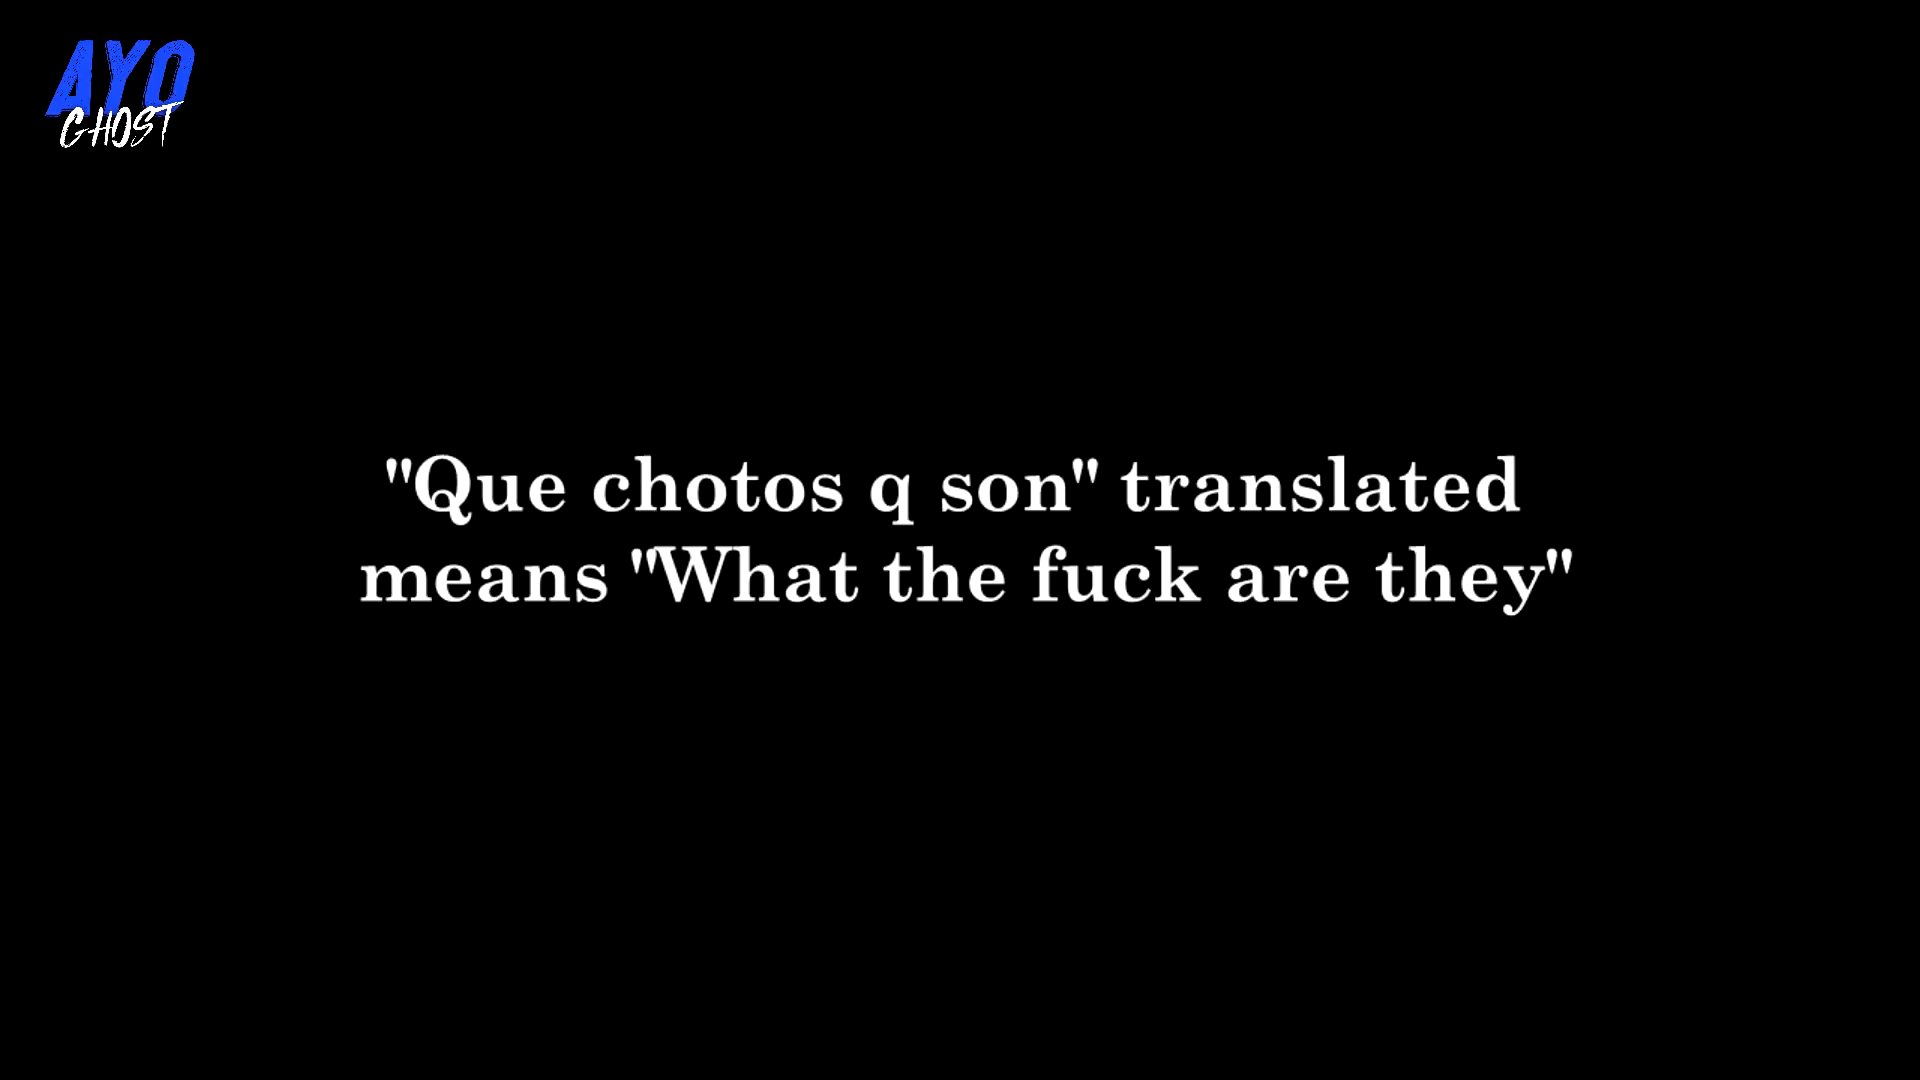 AYO
GHOST
"Que chotos q son" translated
means "What the fuck are they"